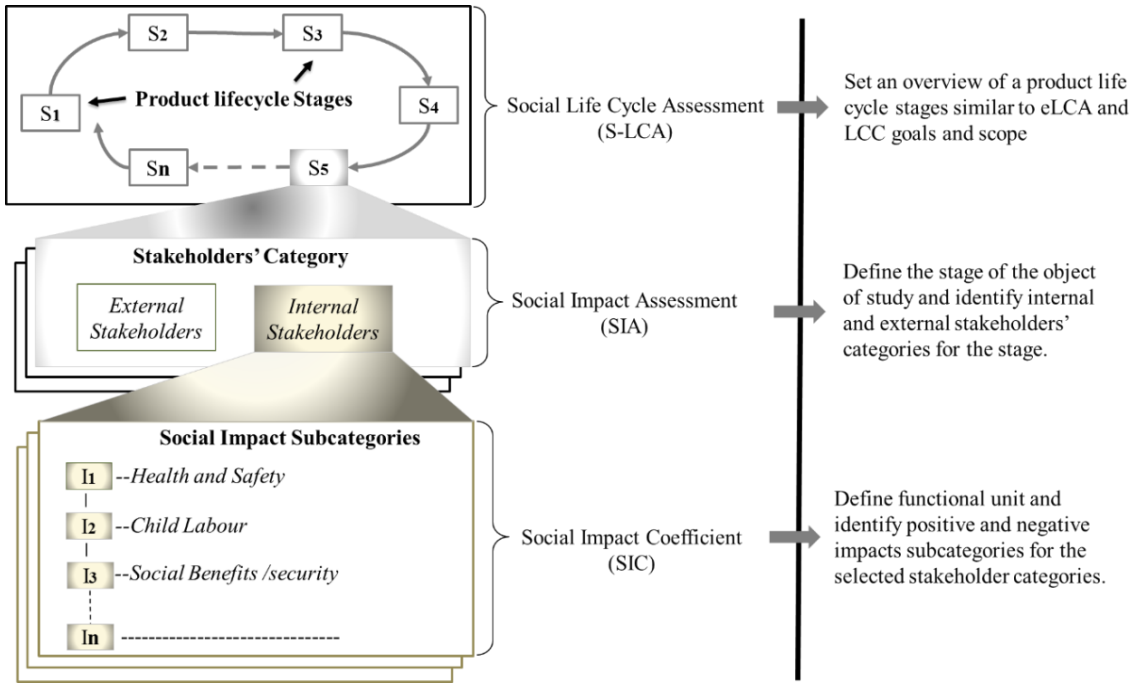 S1
S2
S3
S4
S5
Sn
Product lifecycle Stages
Social Life Cycle Assessment
(S-LCA)
Set an overview of a product life
cycle stages similar to eLCA and
LCC goals and scope
Stakeholders' Category
External
Stakeholders
Internal
Stakeholders
Social Impact Assessment
(SIA)
Define the stage of the object
of study and identify internal
and external stakeholders'
categories for the stage.
Social Impact Subcategories
I1 --Health and Safety
I2 --Child Labour
I3 --Social Benefits /security
In -------------------------------
Social Impact Coefficient
(SIC)
Define functional unit and
identify positive and negative
impacts subcategories for the
selected stakeholder categories.